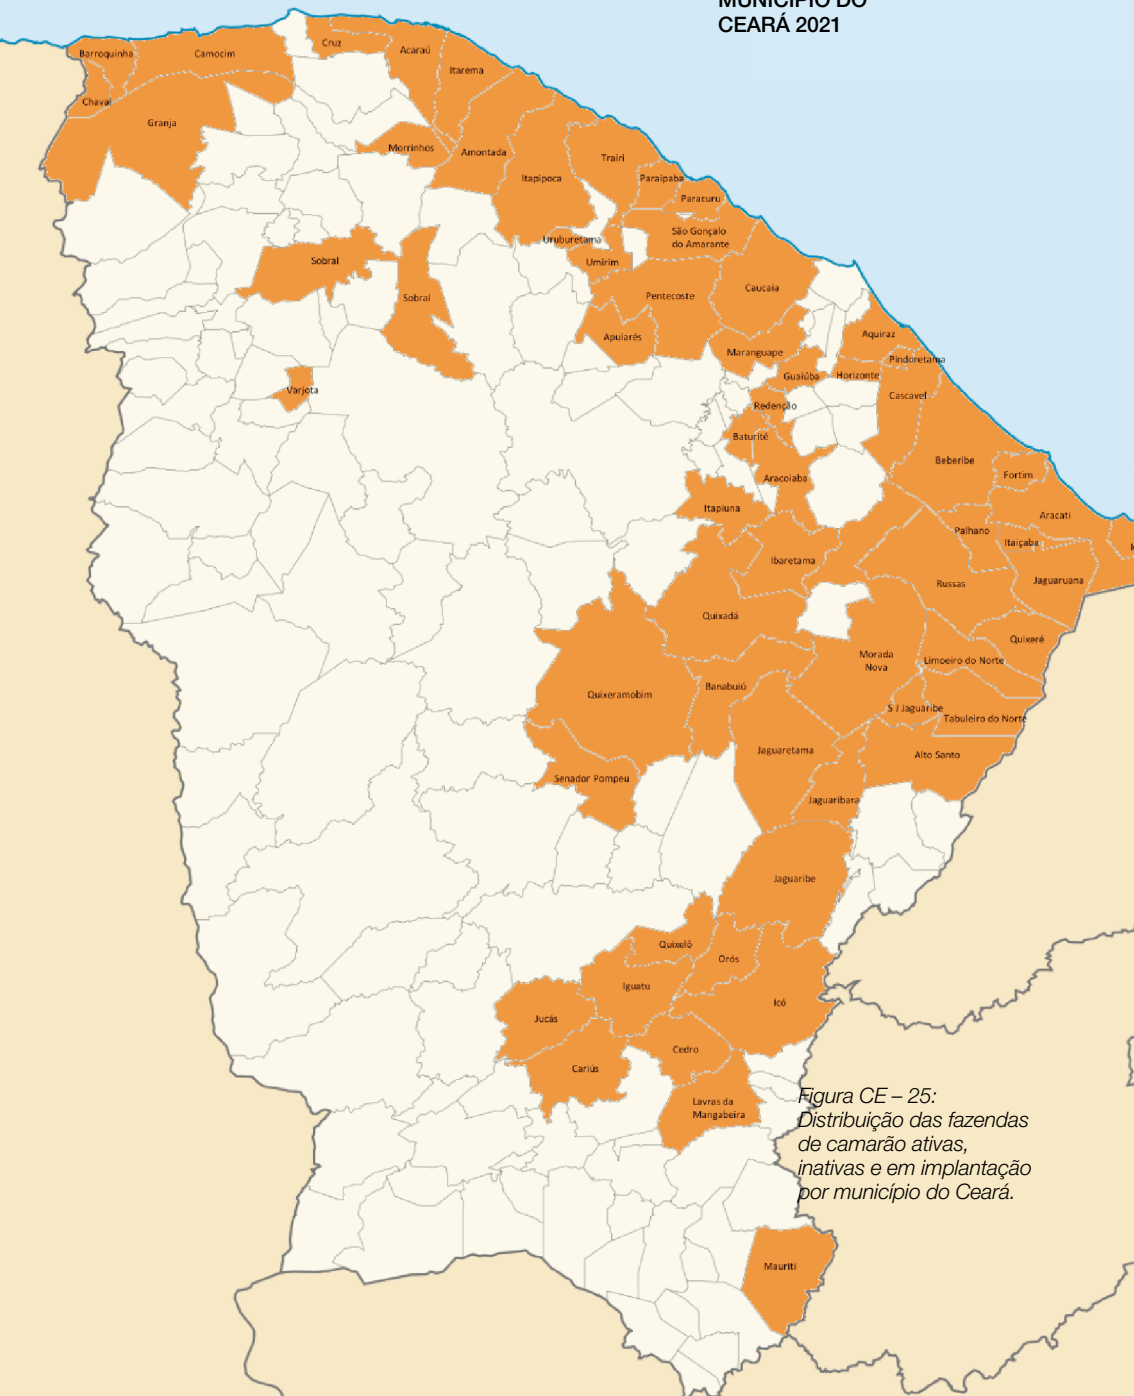 MUNICÍPIO DO
CEARÁ 2021
Barroquinha
Camocim
Cruz
Acaraú
Itarema
Chaval
Granja
Morrinhos
Amontada
Itapipoca
Trairi
Paraipaba
Paracuru
São Gonçalo
do Amarante
Uruburetama
Umirim
Sobral
Sobral
Pentecoste
Caucaia
Apuiarés
Maranguape
Aquiraz
Pindoretama
Guaiúba
Horizonte
Varjota
Redenção
Cascavel
Baturité
Aracoiaba
Beberibe
Fortim
Itapiuna
Aracati
Palhano
Itaiçaba
Ibaretama
Russas
Jaguaruana
Quixadá
Quixeré
Morada
Nova
Limoeiro do Norte
Quixeramobim
Banabuiú
S J Jaguaribe
Tabuleiro do Norte
Jaguaretama
Alto Santo
Senador Pompeu
Jaguaribara
Jaguaribe
Quixelô
Orós
Iguatu
Icó
Jucás
Cedro
Cariús
Lavras da
Mangabeira
Figura CE – 25:
Distribuição das fazendas
de camarão ativas,
inativas e em implantação
por município do Ceará.
Mauriti